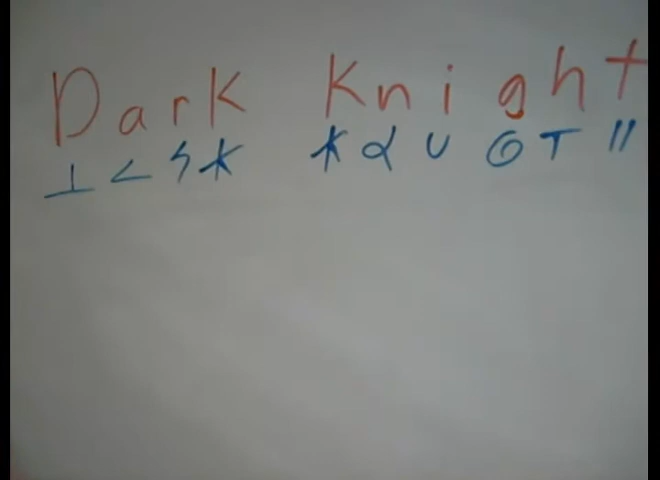 Dark Knight
⊥ < ϟ ⚹ ⚹ α ∪ ⊙ T //